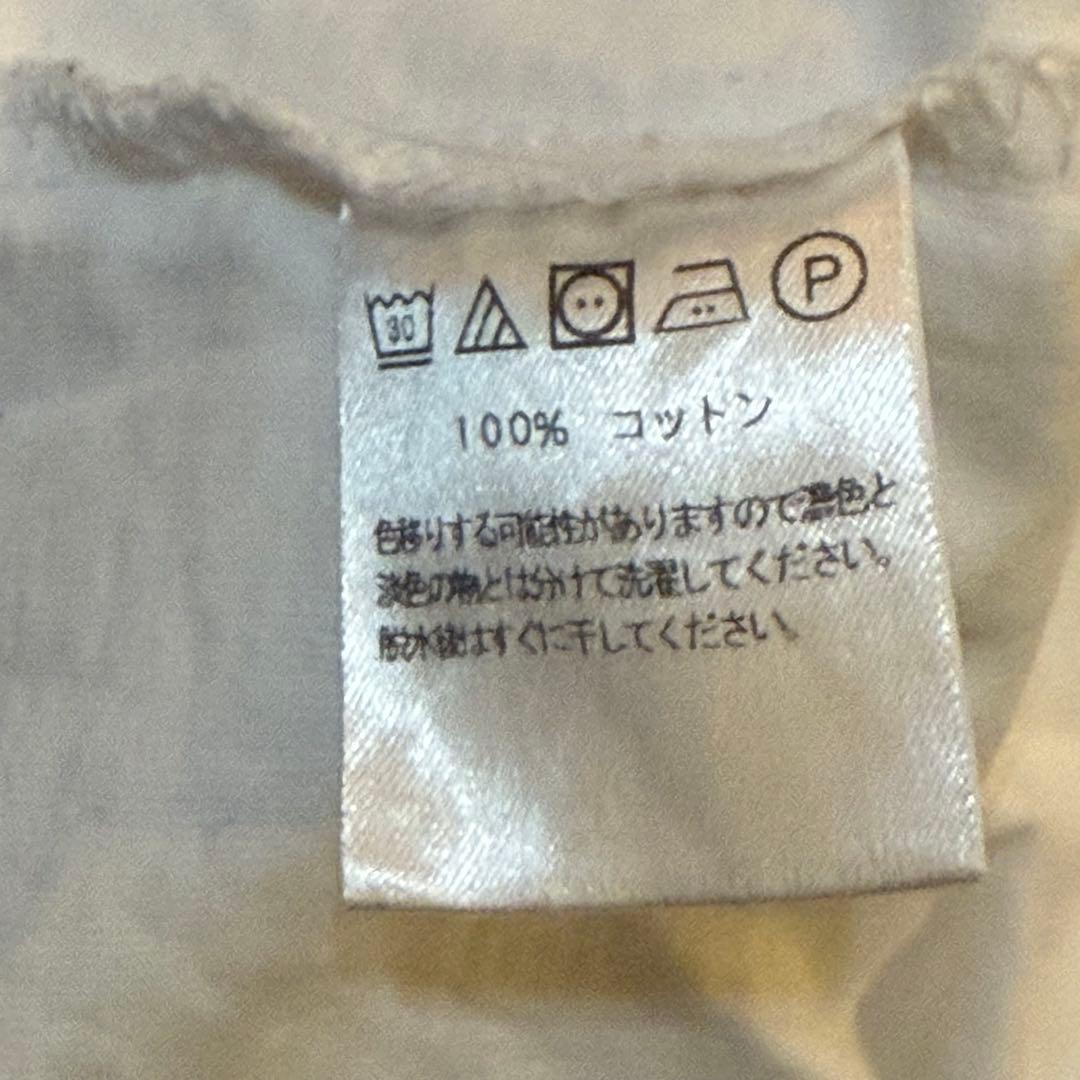 30 P
100% コットン
色移りする可能性がありますので濃色と
淡色の物とは分けて洗濯してください。
脱水後はすぐに干してください。